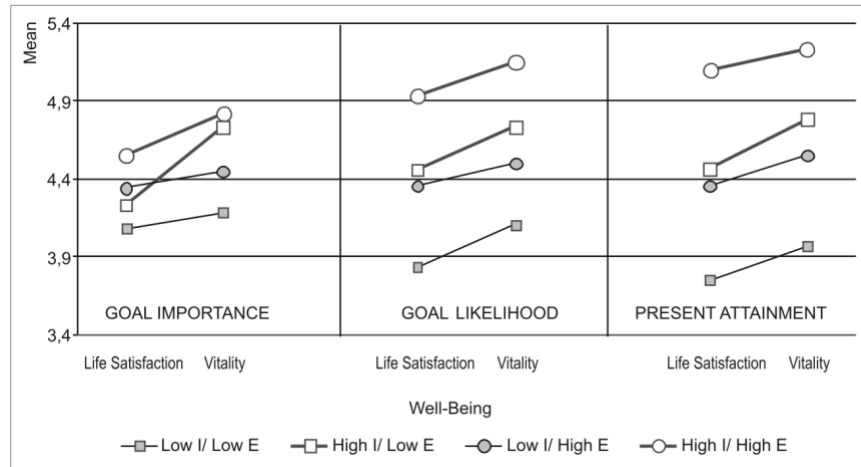 Mean
5,4
4,9
4,4
3,9
3,4
GOAL IMPORTANCE
GOAL LIKELIHOOD
PRESENT ATTAINMENT
Life Satisfaction Vitality
Life Satisfaction Vitality
Life Satisfaction Vitality
Well-Being
Low I/ Low E High I/ Low E Low I/ High E High I/ High E